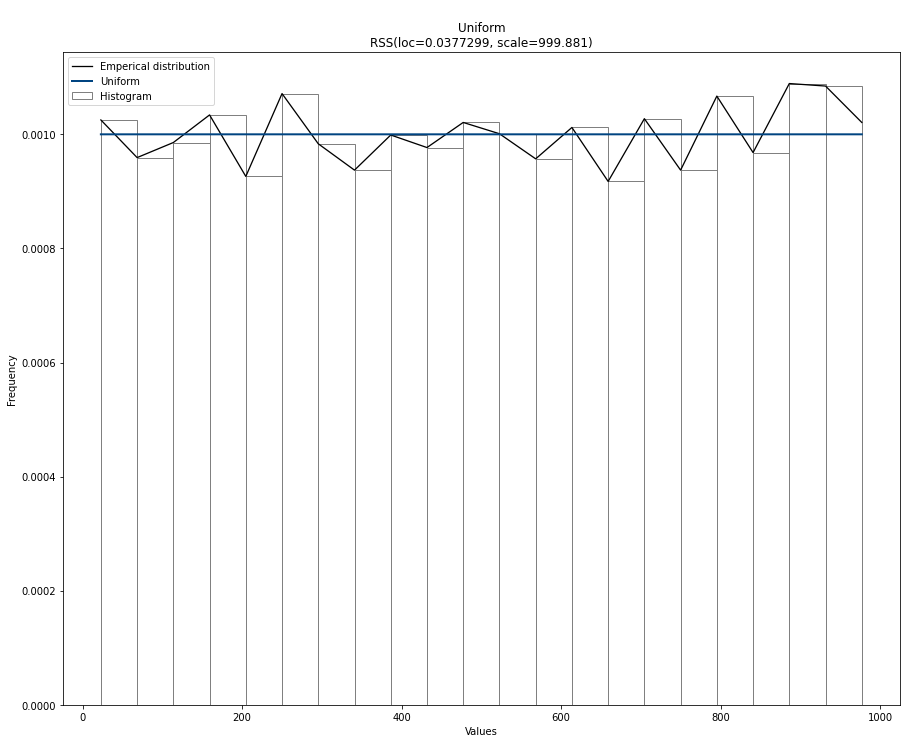 Uniform
RSS(loc=0.0377299, scale=999.881)
Emperical distribution
Uniform
Histogram
0.0010
0.0008
0.0006
0.0004
0.0002
0.0000
Frequency
0 200 400 600 800 1000
Values